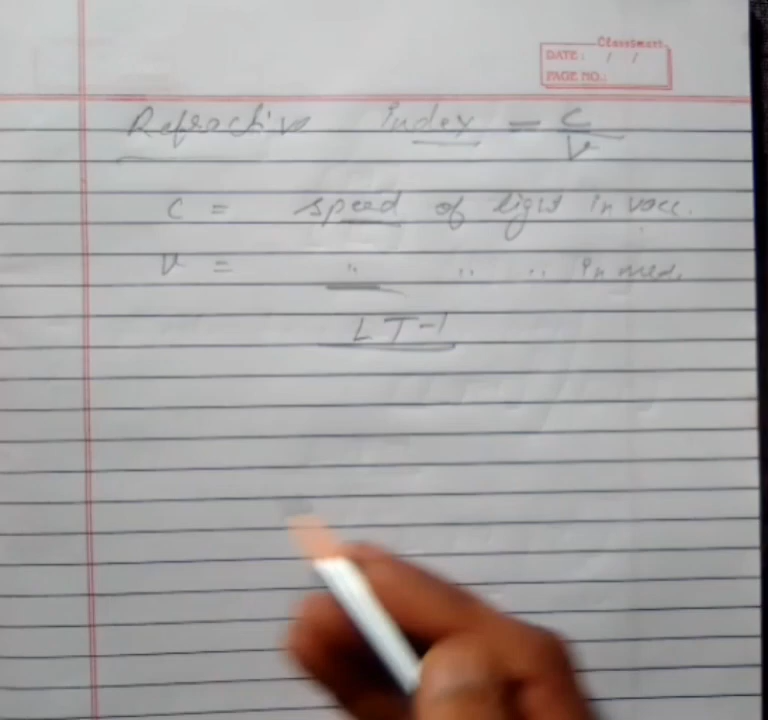 Classmate
DATE: / /
PAGE NO.:
Refractive index = C/V
C = speed of light in vacc.
V = " " " in med.
LT-1